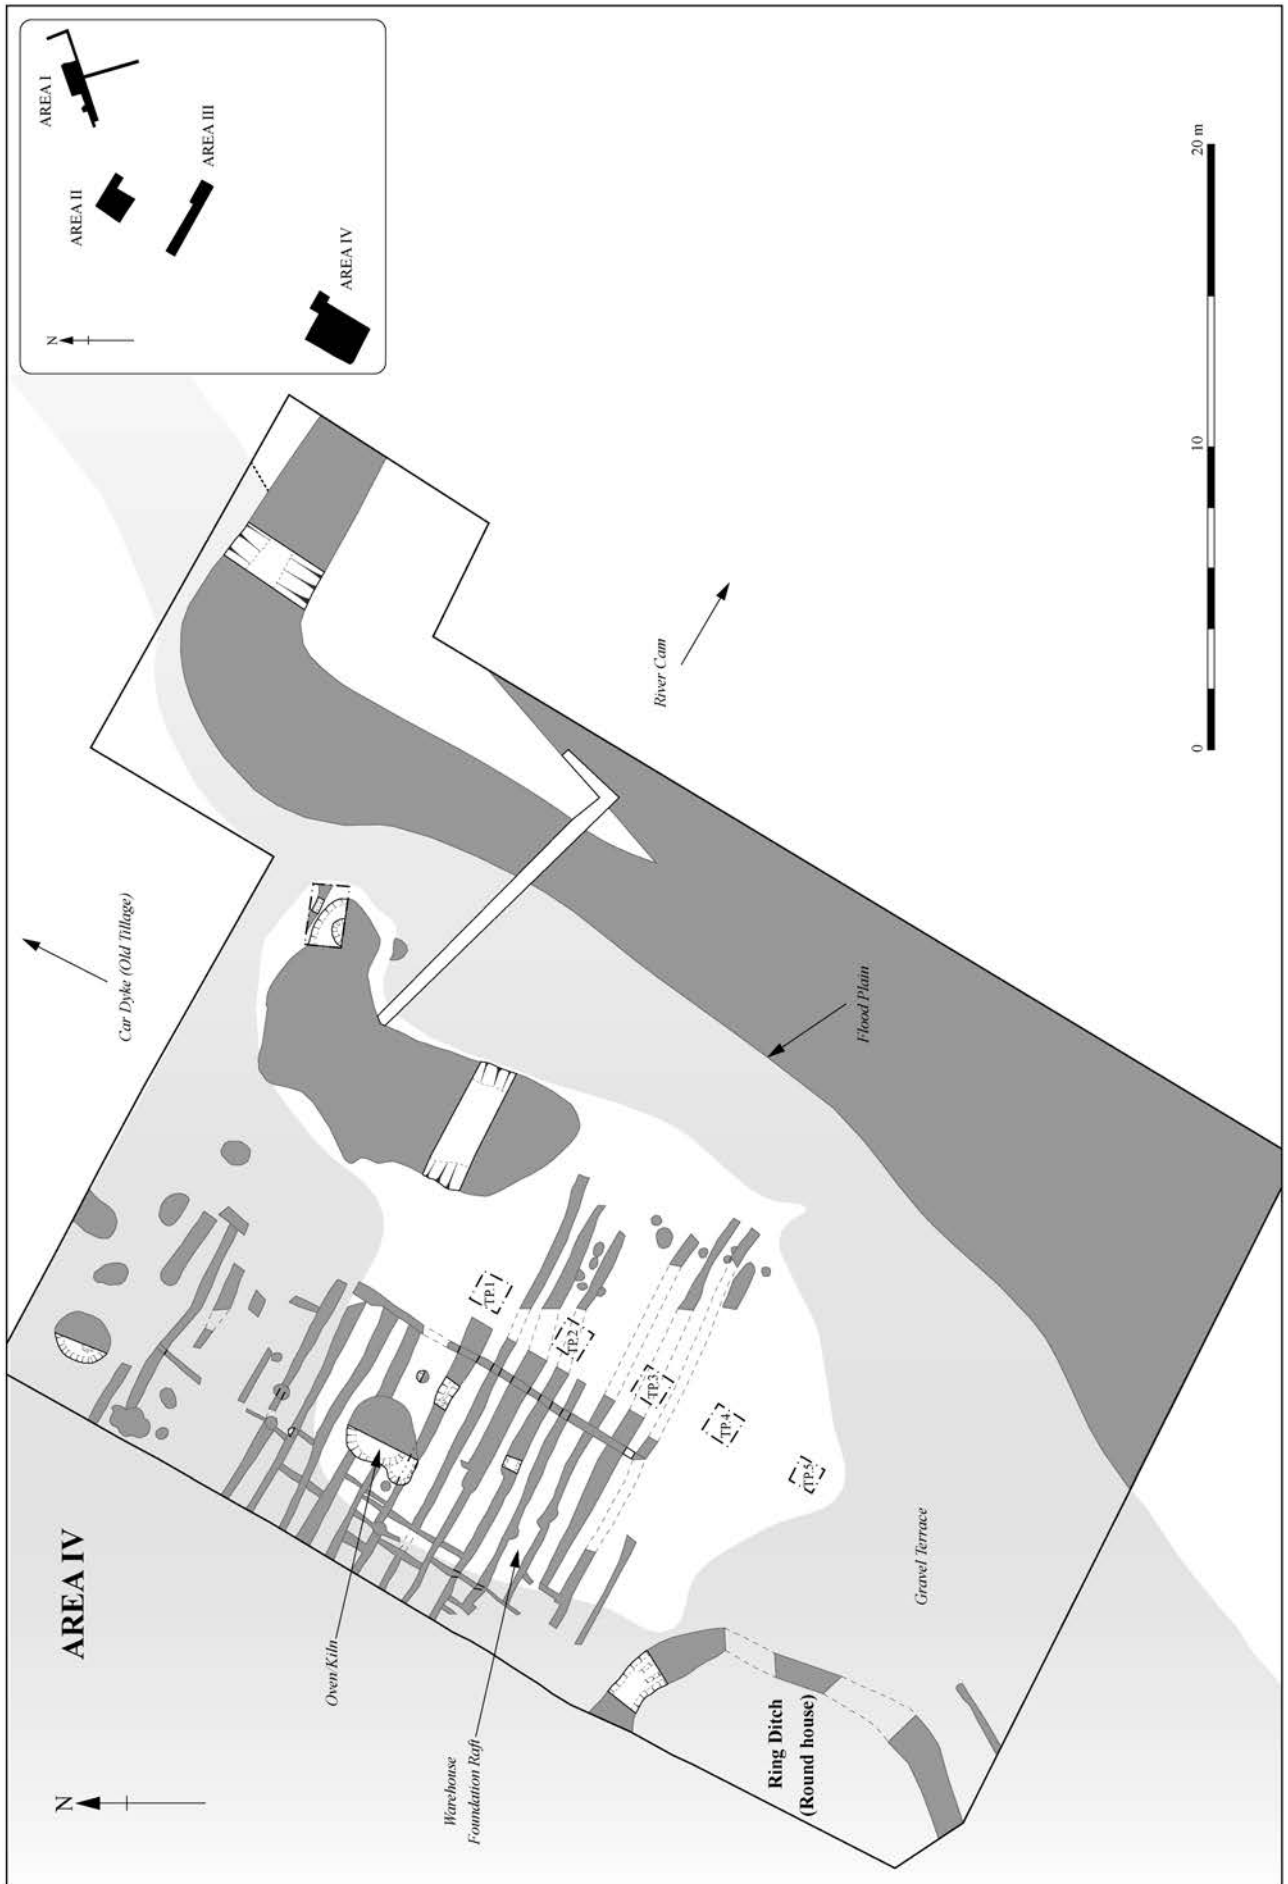 AREA IV
N
AREA I
AREA II
AREA III
AREA IV
N
Car Dyke (Old Tillage)
River Cam
Flood Plain
Gravel Terrace
Oven/Kiln
Warehouse
Foundation Raft
Ring Ditch
(Round house)
TP.1
TP.2
TP.3
TP.4
TP.5
0
10
20 m